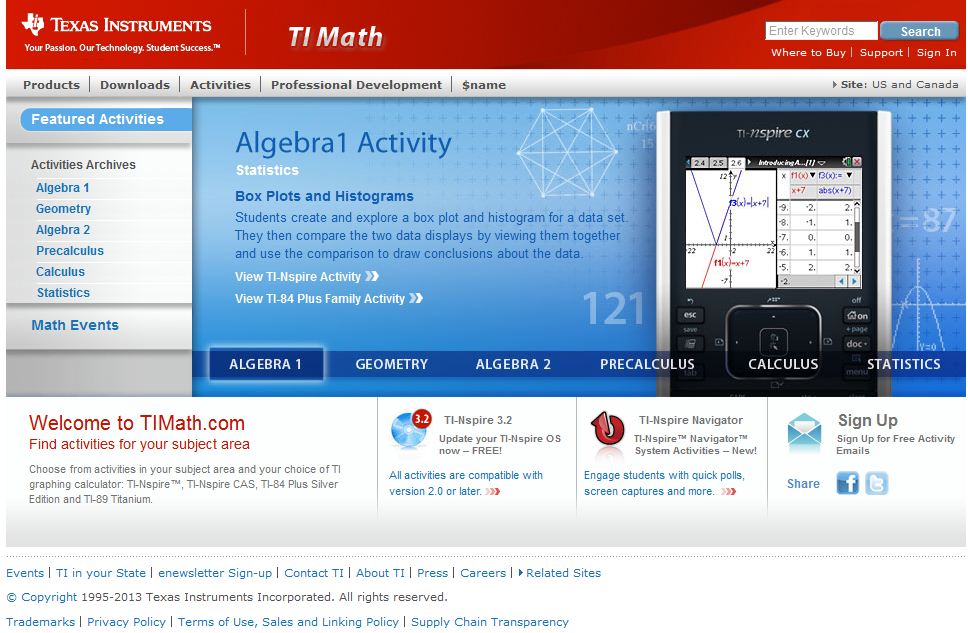 TEXAS INSTRUMENTS
Your Passion. Our Technology. Student Success.™
TI Math
Enter Keywords Search
Where to Buy | Support | Sign In
Products | Downloads | Activities | Professional Development | $name
Site: US and Canada
Featured Activities
Activities Archives
Algebra 1
Geometry
Algebra 2
Precalculus
Calculus
Statistics
Math Events
Algebra1 Activity
Statistics
Box Plots and Histograms
Students create and explore a box plot and histogram for a data set.
They then compare the two data displays by viewing them together
and use the comparison to draw conclusions about the data.
View TI-Nspire Activity
View TI-84 Plus Family Activity
121
= 87
TI-nspire CX
2.4 2.5 2.6 Introducing A...[1]
x f1(x) f3(x):=
x+7 abs(x+7)
-9. -2. 2.
-8. -1. 1.
-7. 0. 0.
-6. 1. 1.
-5. 2. 2.
-2.
12 y
f3(x)=|x+7|
-22 2 22
f1(x)=x+7
-7
esc
save
tab
off
on
+ page
doc
menu
ALGEBRA 1 GEOMETRY ALGEBRA 2 PRECALCULUS CALCULUS STATISTICS
Welcome to TIMath.com
Find activities for your subject area
Choose from activities in your subject area and your choice of TI
graphing calculator: TI-Nspire™, TI-Nspire CAS, TI-84 Plus Silver
Edition and TI-89 Titanium.
3.2
TI-Nspire 3.2
Update your TI-Nspire OS
now – FREE!
All activities are compatible with
version 2.0 or later.
TI-Nspire Navigator
TI-Nspire™ Navigator™
System Activities -- New!
Engage students with quick polls,
screen captures and more.
Sign Up
Sign Up for Free Activity
Emails
Share
Events | TI in your State | enewsletter Sign-up | Contact TI | About TI | Press | Careers | Related Sites
© Copyright 1995-2013 Texas Instruments Incorporated. All rights reserved.
Trademarks | Privacy Policy | Terms of Use, Sales and Linking Policy | Supply Chain Transparency